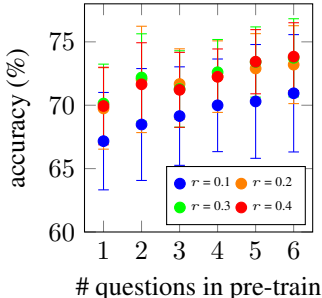 accuracy (%)
75
70
65
60
r = 0.1 r = 0.2
r = 0.3 r = 0.4
1 2 3 4 5 6
# questions in pre-train